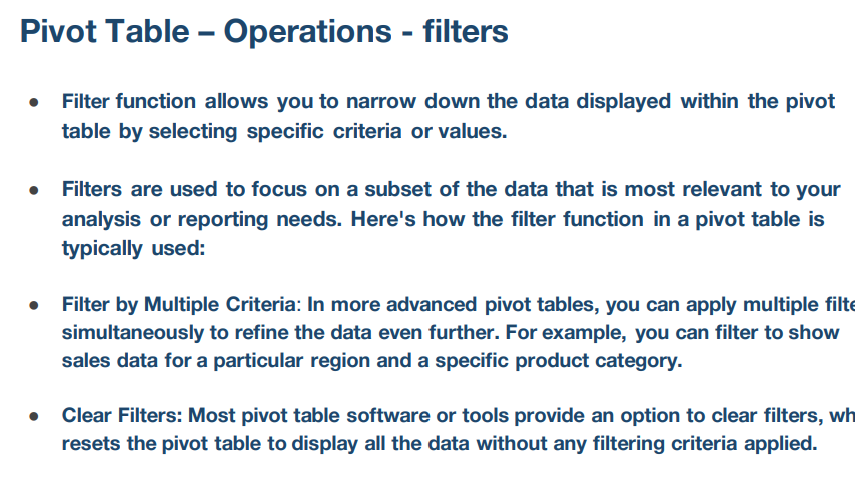 Pivot Table – Operations - filters
● Filter function allows you to narrow down the data displayed within the pivot
table by selecting specific criteria or values.
● Filters are used to focus on a subset of the data that is most relevant to your
analysis or reporting needs. Here's how the filter function in a pivot table is
typically used:
● Filter by Multiple Criteria: In more advanced pivot tables, you can apply multiple filte
simultaneously to refine the data even further. For example, you can filter to show
sales data for a particular region and a specific product category.
● Clear Filters: Most pivot table software or tools provide an option to clear filters, wh
resets the pivot table to display all the data without any filtering criteria applied.